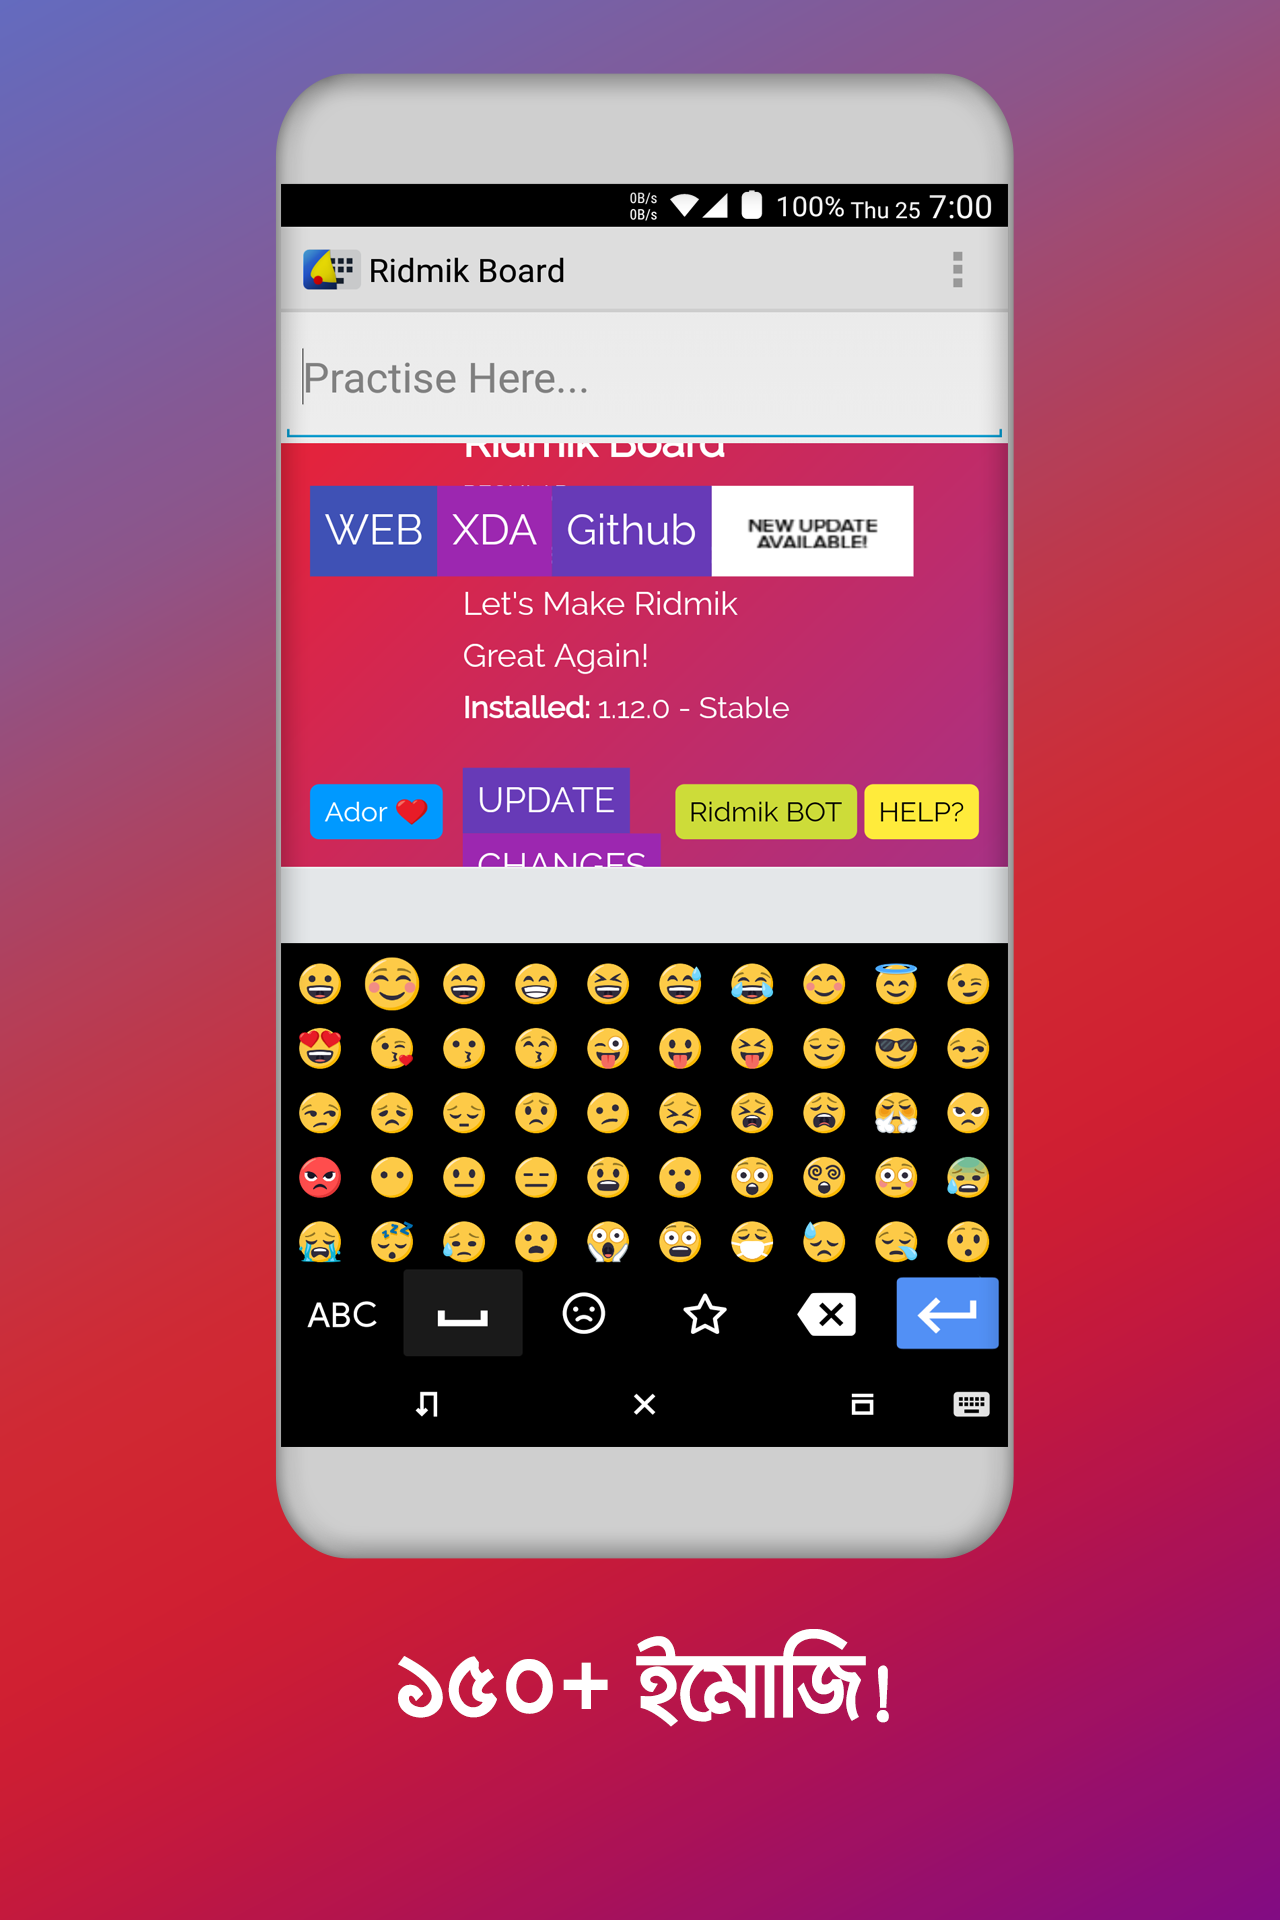 0B/s
0B/s
100% Thu 25 7:00
Ridmik Board
Practise Here...
Ridmik Board
WEB XDA Github NEW UPDATE
AVAILABLE!
Let's Make Ridmik
Great Again!
Installed: 1.12.0 - Stable
UPDATE
Ador ❤️ Ridmik BOT HELP?
CHANGES
ABC
১৫০+ ইমোজি!